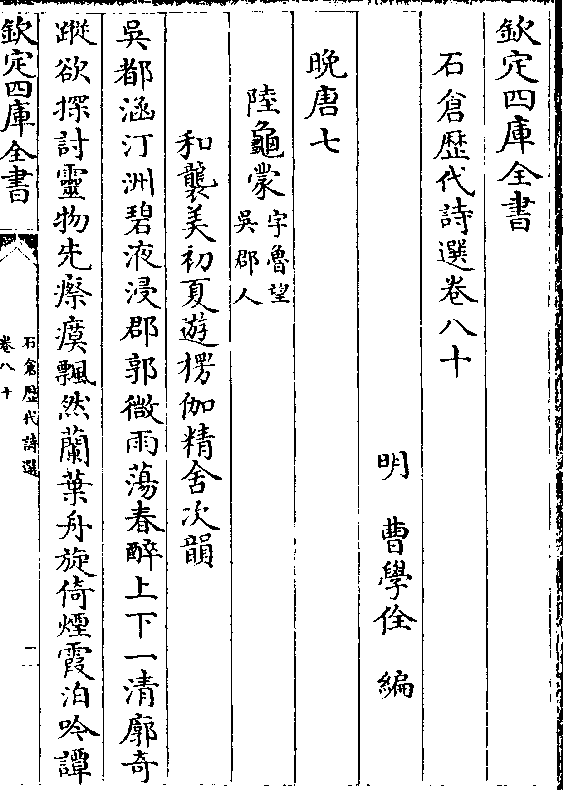 欽定四庫全書
石倉歴代詩選卷八十
明　曹學佺　編
晚唐七
陸龜蒙字魯望
吳郡人
和襲美初夏遊楞伽精舍次韻
吳都涵汀洲碧液浸郡郭微雨蕩春醉上下一清廓奇
蹤欲探討靈物先瘵瘼飄然蘭葉舟旋倚煙霞泊吟譚
欽定四庫全書
石倉歴代詩選
卷八十
一